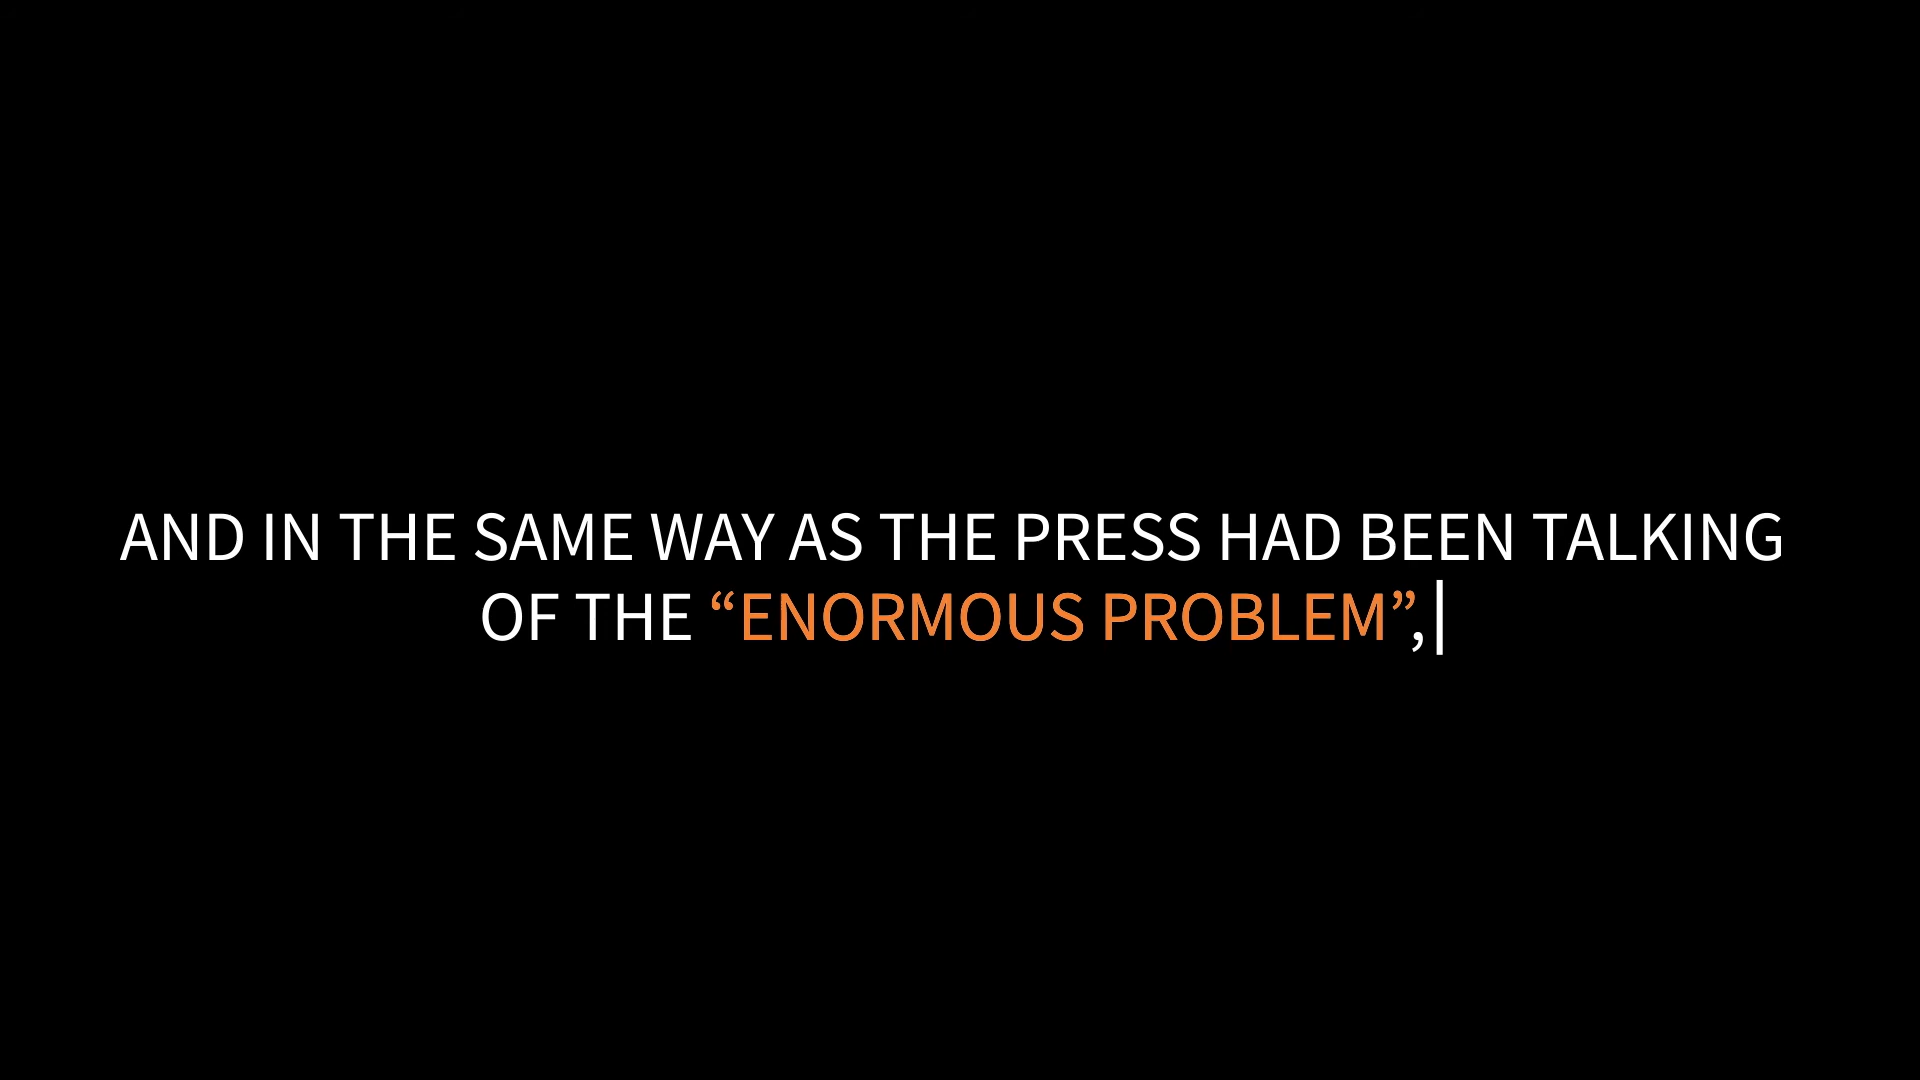 AND IN THE SAME WAY AS THE PRESS HAD BEEN TALKING
OF THE “ENORMOUS PROBLEM”,